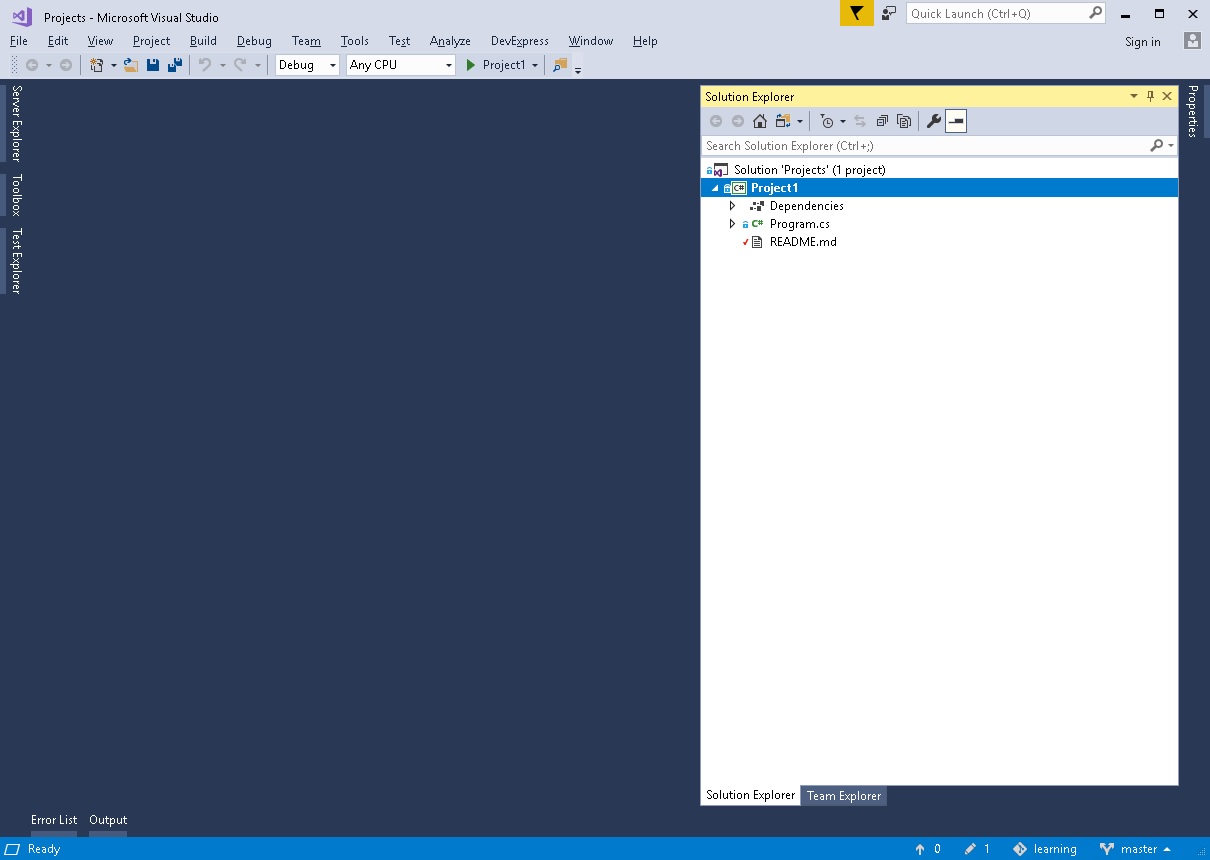 Projects - Microsoft Visual Studio
Quick Launch (Ctrl+Q)
File Edit View Project Build Debug Team Tools Test Analyze DevExpress Window Help
Sign in
Debug Any CPU Project1
Server Explorer
Toolbox
Test Explorer
Solution Explorer
Search Solution Explorer (Ctrl+;)
Solution 'Projects' (1 project)
C# Project1
Dependencies
C# Program.cs
README.md
Properties
Solution Explorer Team Explorer
Error List Output
Ready 0 1 learning master